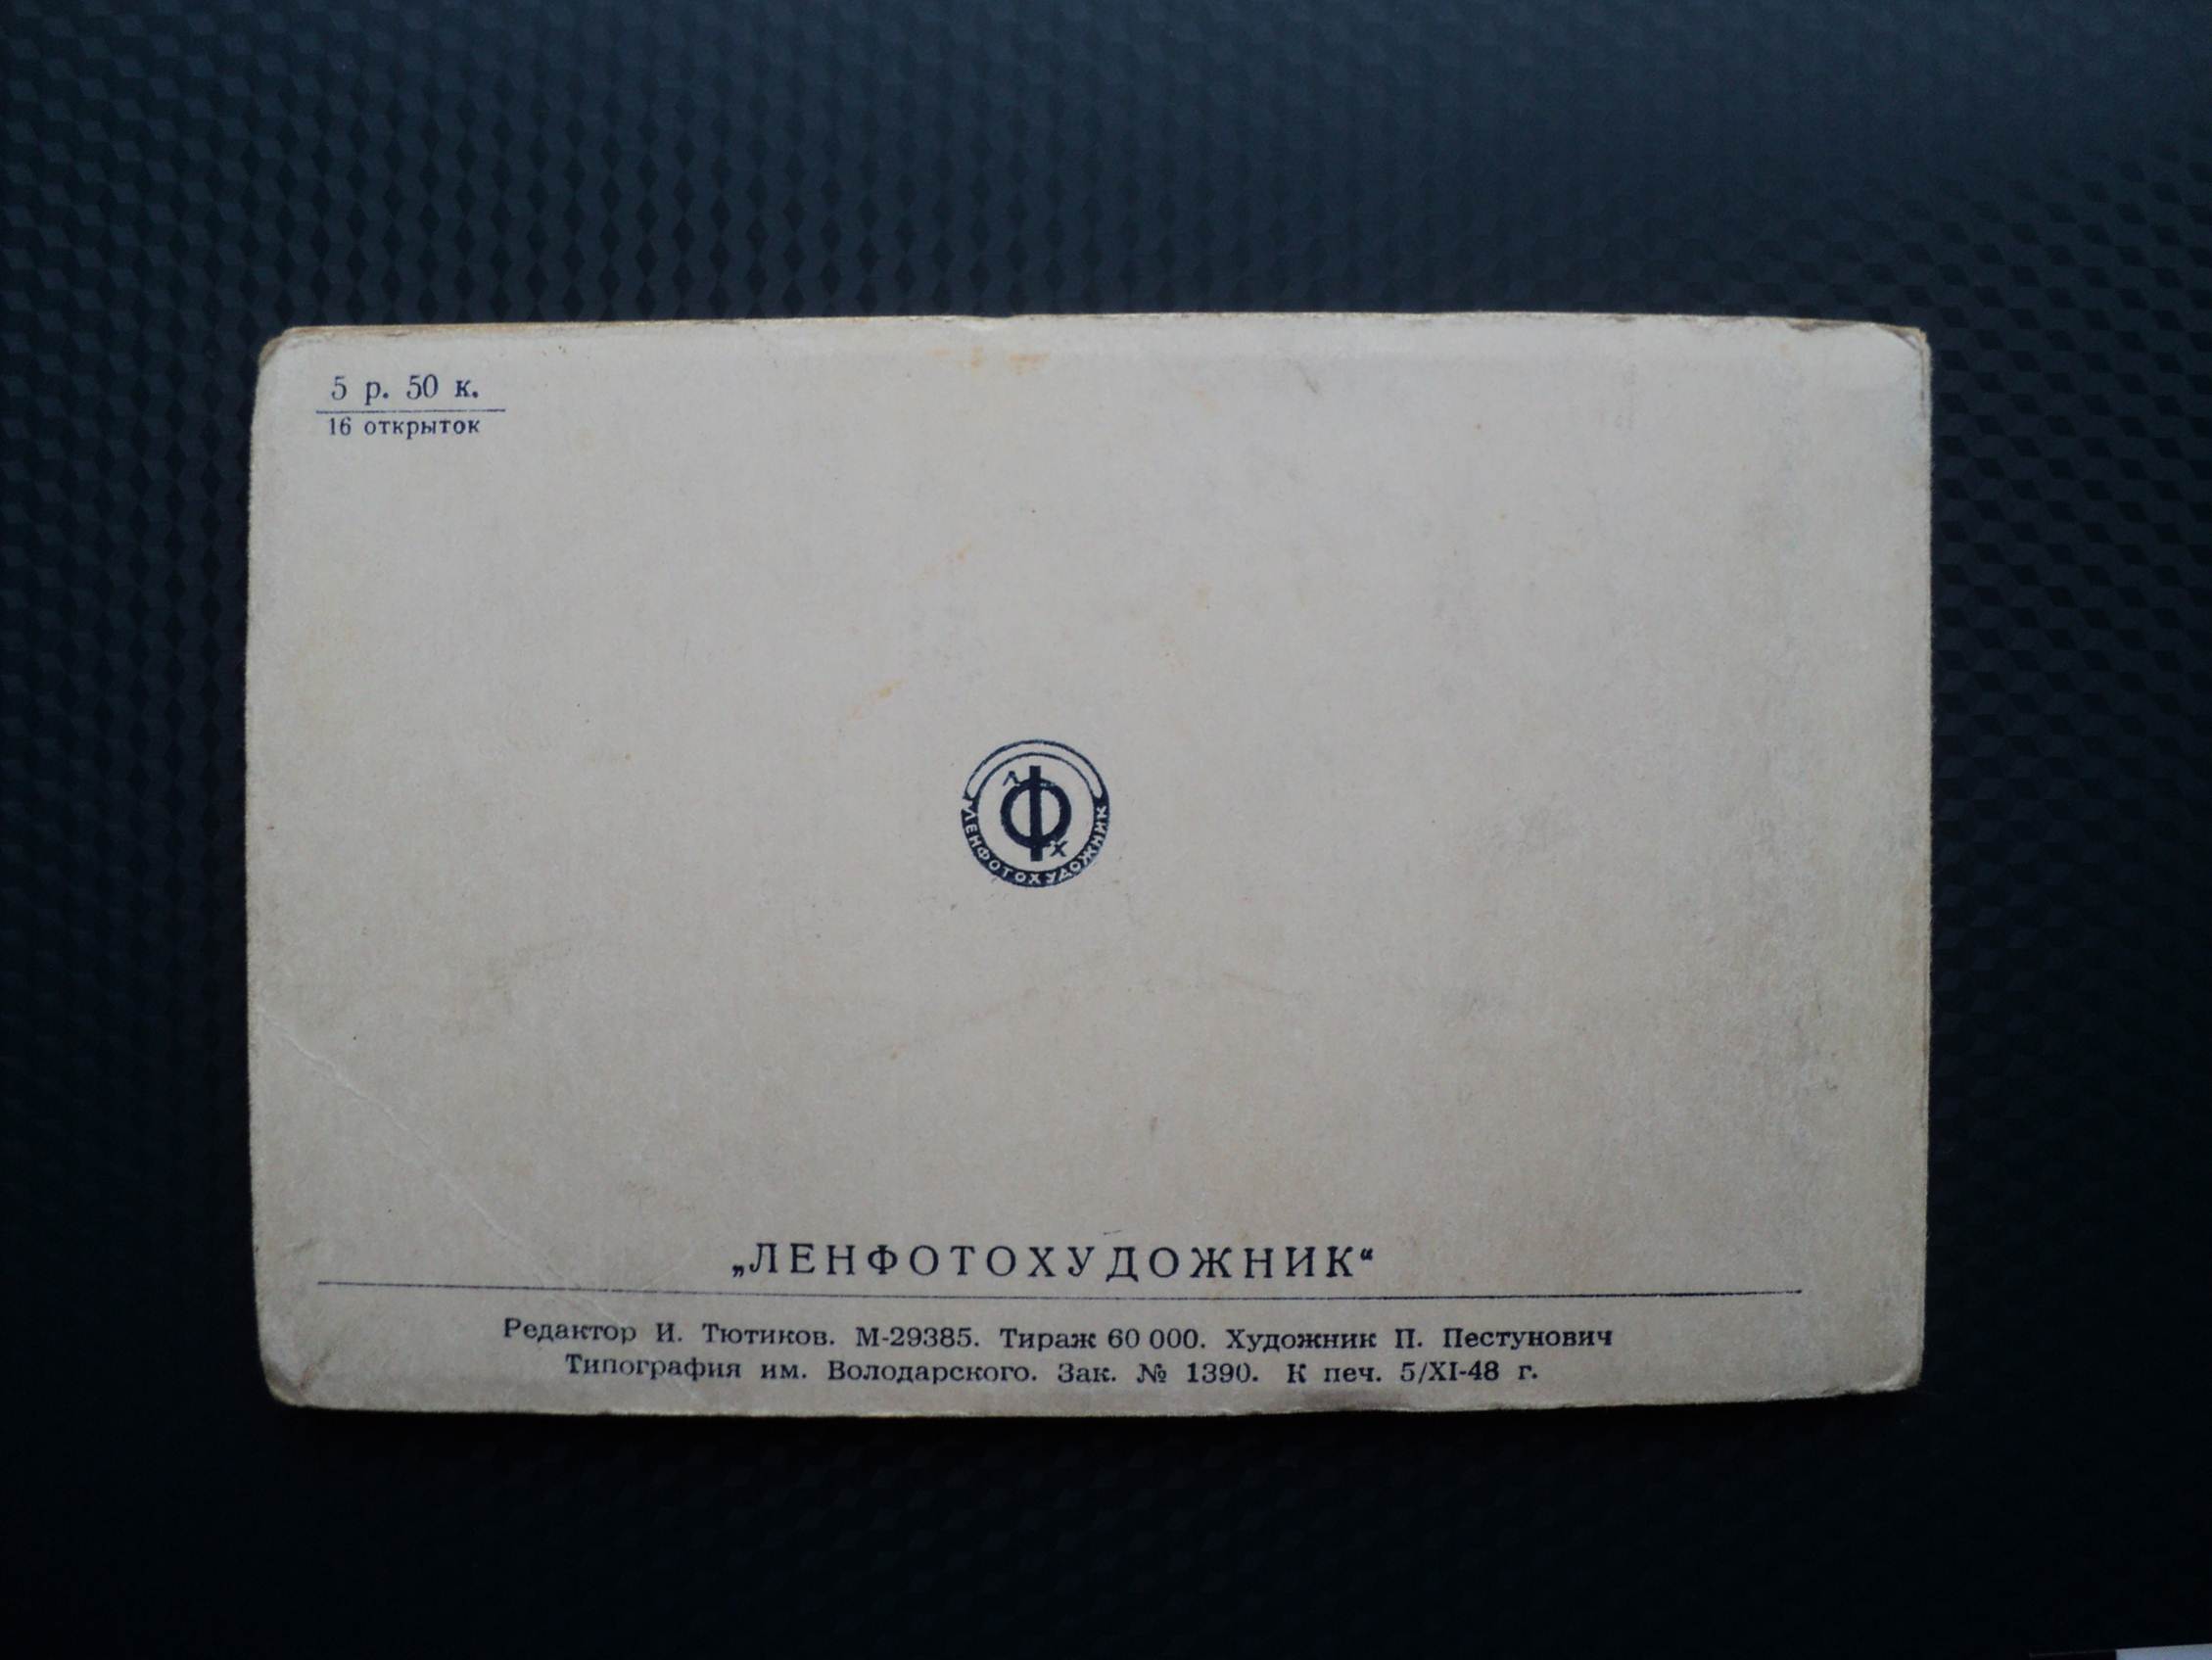 5 р. 50 к.
16 открыток
Л
Ф
Х
ЛЕНФОТОХУДОЖНИК
„ЛЕНФОТОХУДОЖНИК“
Редактор И. Тютиков. М-29385. Тираж 60 000. Художник П. Пестунович
Типография им. Володарского. Зак. № 1390. К печ. 5/XI-48 г.